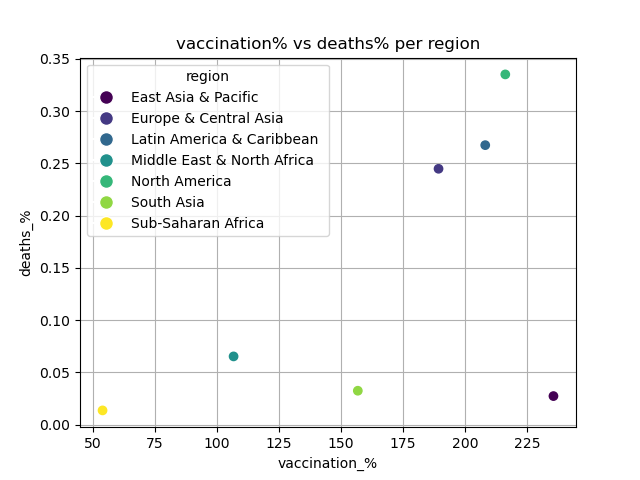 vaccination% vs deaths% per region
0.35
0.30
0.25
0.20
0.15
0.10
0.05
0.00
deaths_%
region
East Asia & Pacific
Europe & Central Asia
Latin America & Caribbean
Middle East & North Africa
North America
South Asia
Sub-Saharan Africa
50 75 100 125 150 175 200 225
vaccination_%